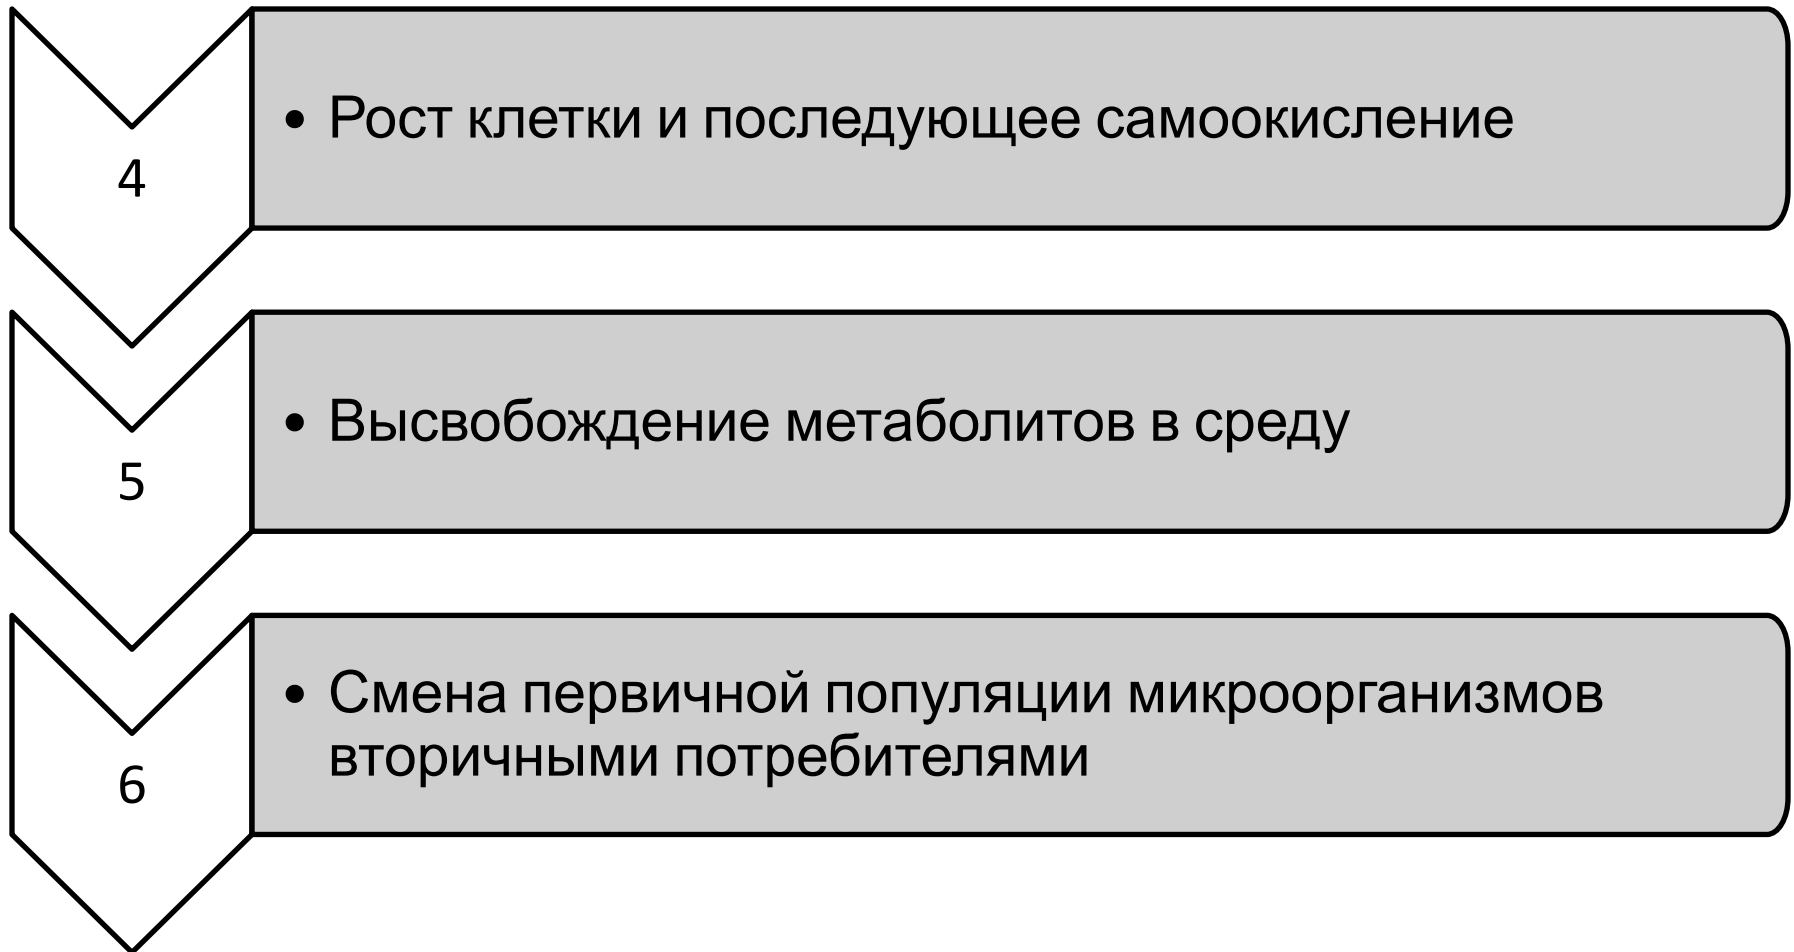 4
• Рост клетки и последующее самоокисление
5
• Высвобождение метаболитов в среду
6
• Смена первичной популяции микроорганизмов
вторичными потребителями